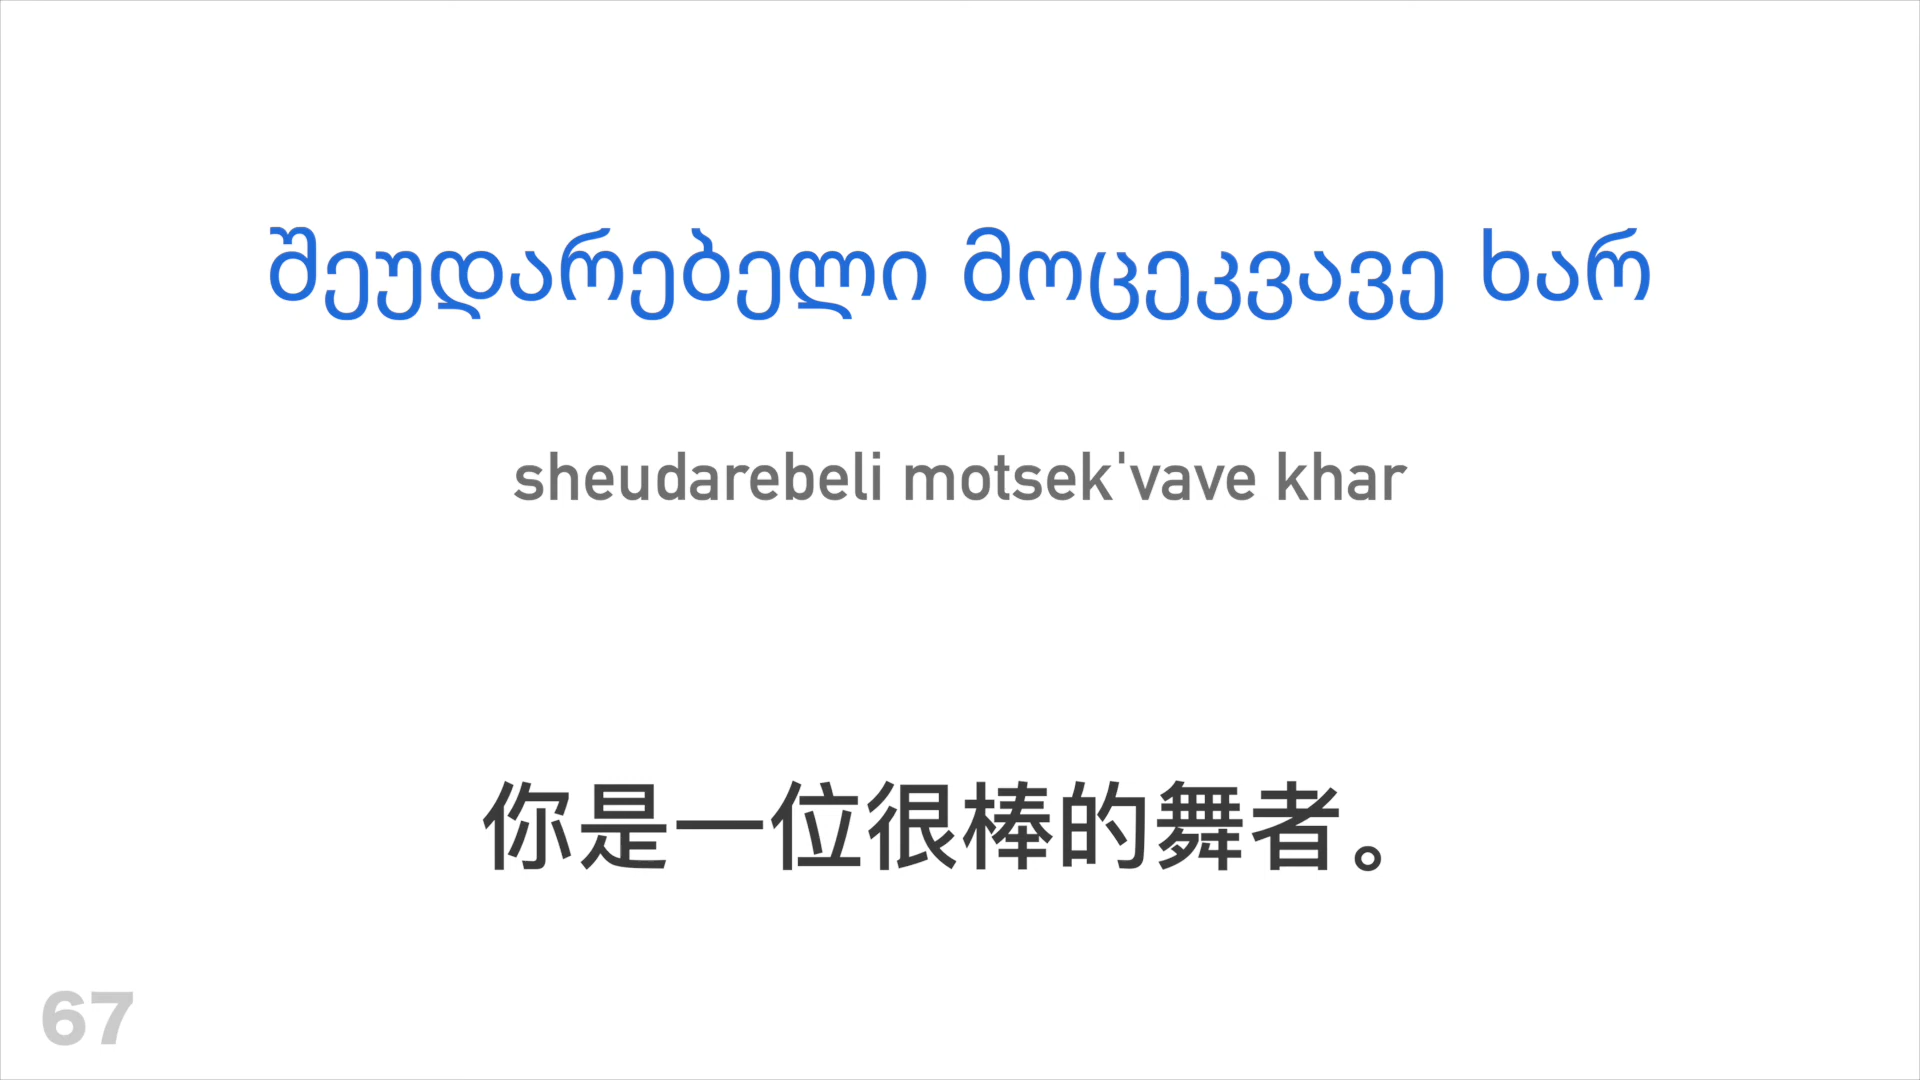 შეუდარებელი მოცეკვავე ხარ
sheudarebeli motsek'vave khar
你是一位很棒的舞者。
67